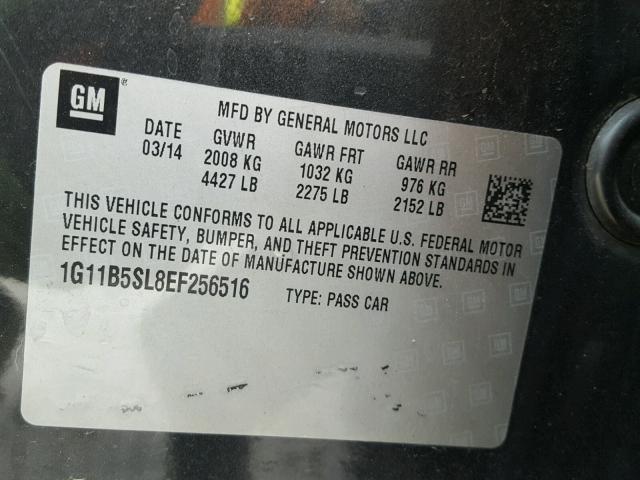 GM ®
MFD BY GENERAL MOTORS LLC
DATE GVWR GAWR FRT GAWR RR
03/14 2008 KG 1032 KG 976 KG
4427 LB 2275 LB 2152 LB
THIS VEHICLE CONFORMS TO ALL APPLICABLE U.S. FEDERAL MOTOR
VEHICLE SAFETY, BUMPER, AND THEFT PREVENTION STANDARDS IN
EFFECT ON THE DATE OF MANUFACTURE SHOWN ABOVE.
1G11B5SL8EF256516 TYPE: PASS CAR